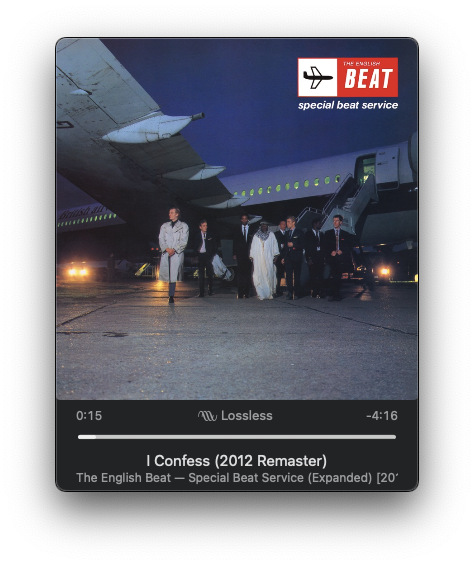 THE ENGLISH
BEAT
special beat service
0:15
Lossless
-4:16
I Confess (2012 Remaster)
The English Beat — Special Beat Service (Expanded) [20